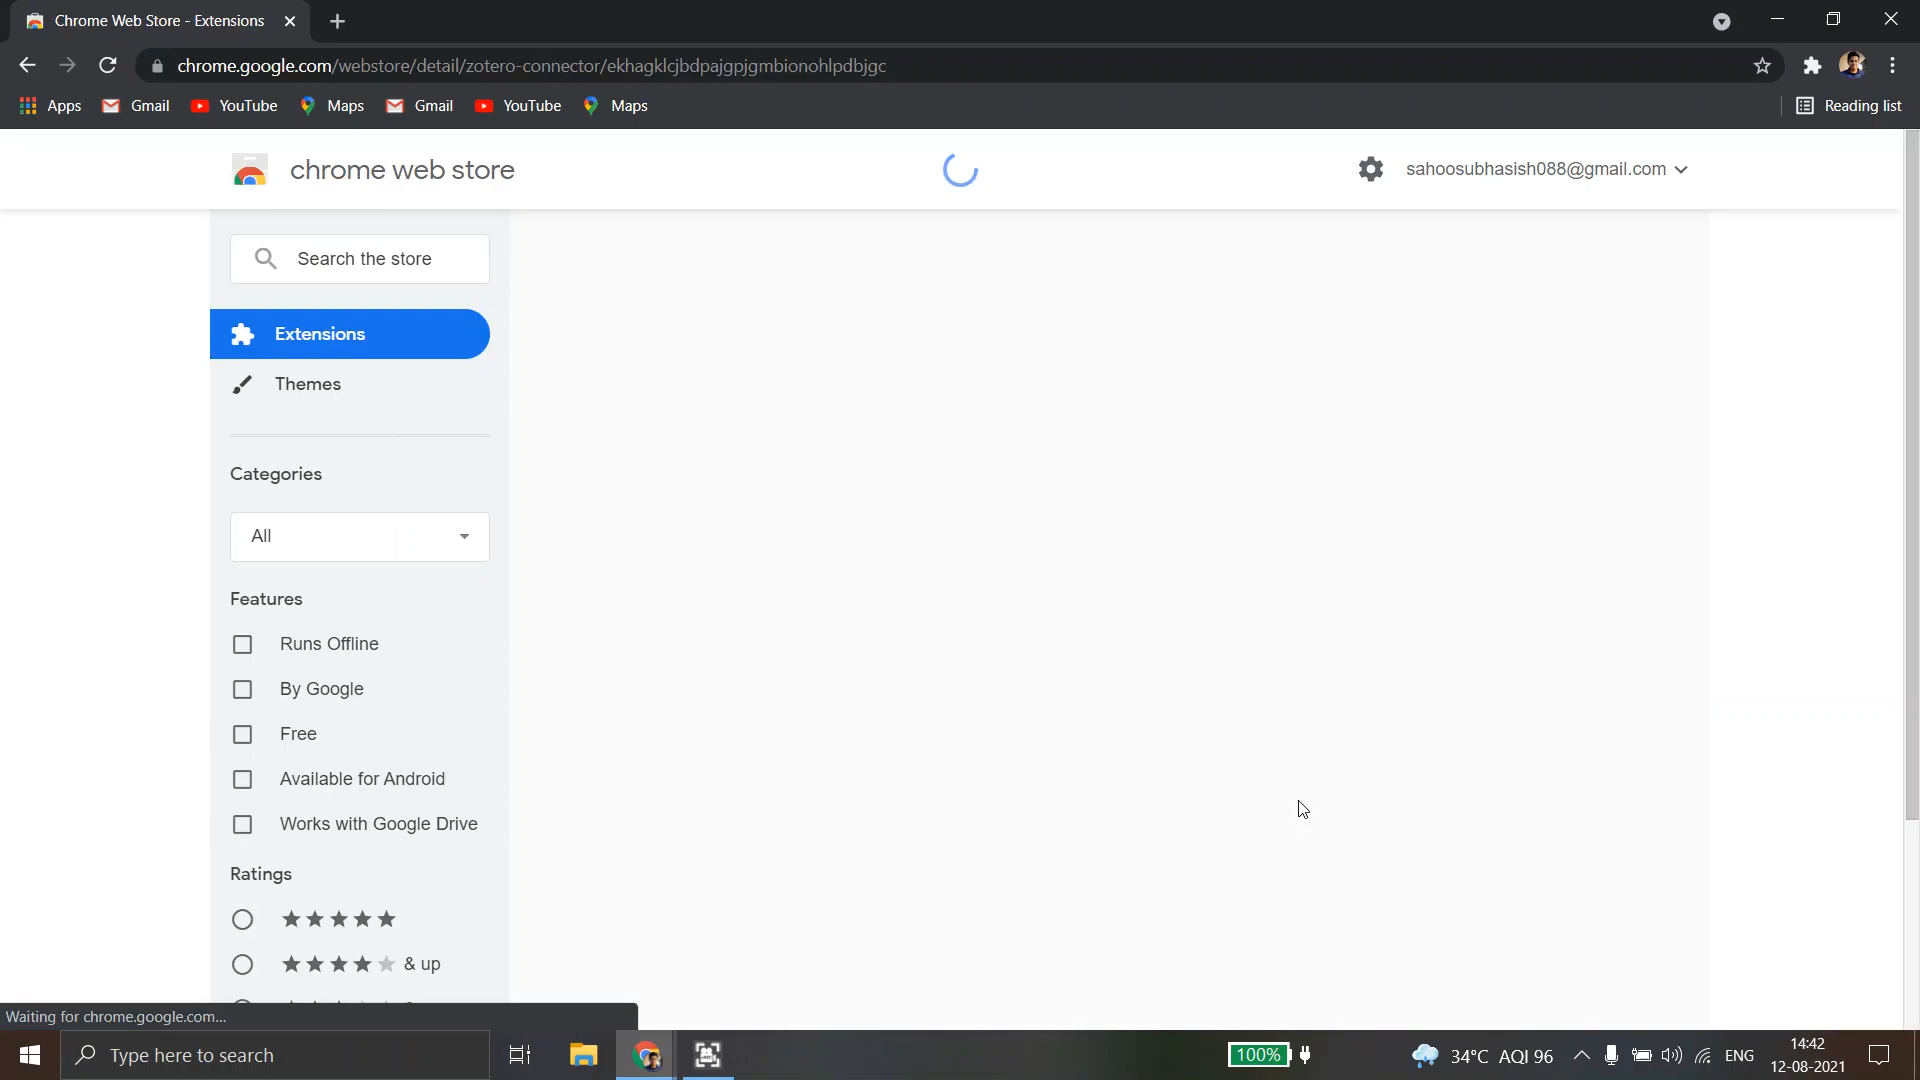 Chrome Web Store - Extensions
chrome.google.com/webstore/detail/zotero-connector/ekhagklcjbdpajgpjgmbionohlpdbjgc
Apps Gmail YouTube Maps Gmail YouTube Maps Reading list
chrome web store sahoosubhasish088@gmail.com
Search the store
Extensions
Themes
Categories
All
Features
Runs Offline
By Google
Free
Available for Android
Works with Google Drive
Ratings
& up
Waiting for chrome.google.com...
Type here to search 100% 34°C AQI 96 ENG 14:42
12-08-2021